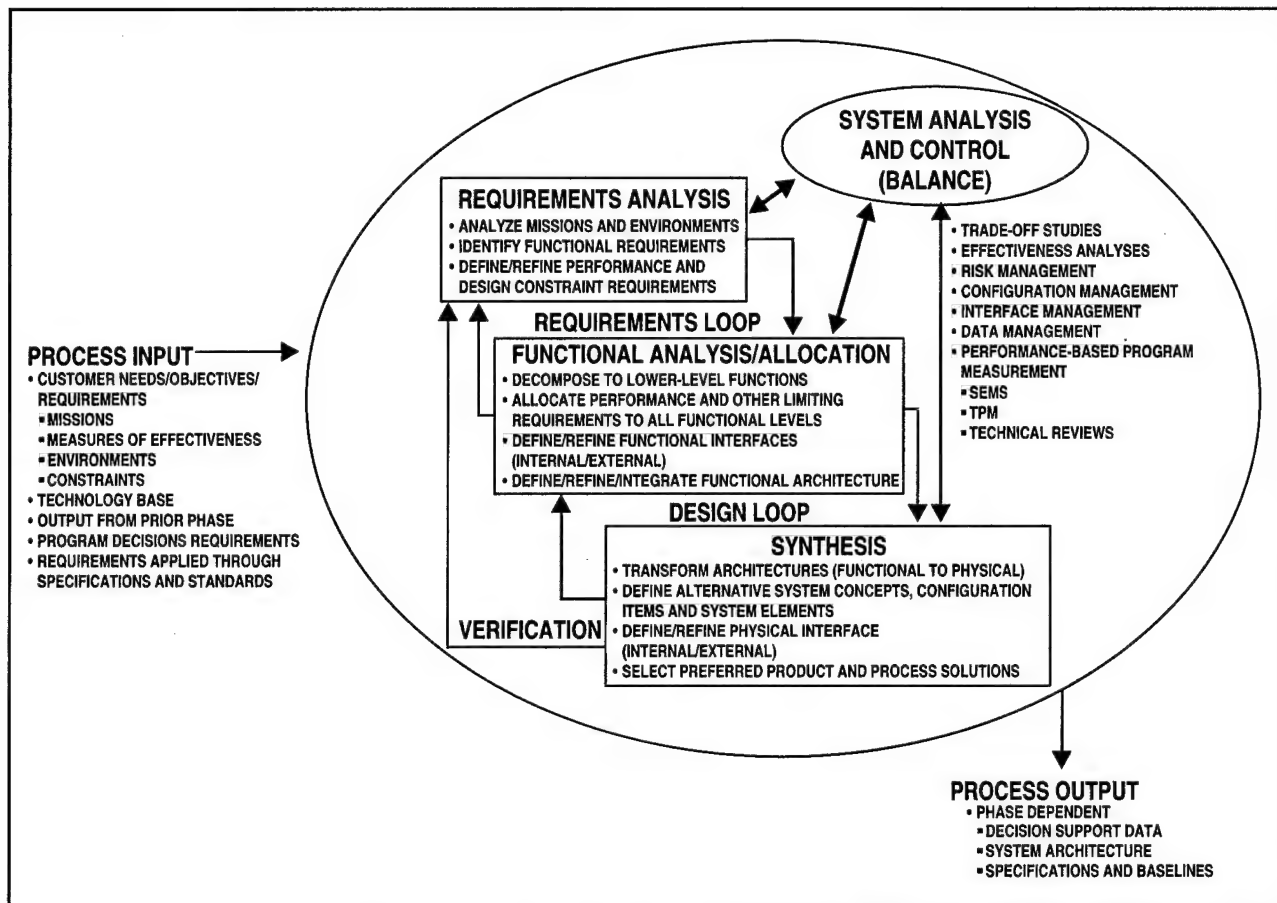 SYSTEM ANALYSIS
AND CONTROL
(BALANCE)
REQUIREMENTS ANALYSIS
• ANALYZE MISSIONS AND ENVIRONMENTS
• IDENTIFY FUNCTIONAL REQUIREMENTS
• DEFINE/REFINE PERFORMANCE AND
DESIGN CONSTRAINT REQUIREMENTS
• TRADE-OFF STUDIES
• EFFECTIVENESS ANALYSES
• RISK MANAGEMENT
• CONFIGURATION MANAGEMENT
• INTERFACE MANAGEMENT
• DATA MANAGEMENT
• PERFORMANCE-BASED PROGRAM
MEASUREMENT
▪ SEMS
▪ TPM
▪ TECHNICAL REVIEWS
REQUIREMENTS LOOP
PROCESS INPUT
• CUSTOMER NEEDS/OBJECTIVES/
REQUIREMENTS
▪ MISSIONS
▪ MEASURES OF EFFECTIVENESS
▪ ENVIRONMENTS
▪ CONSTRAINTS
• TECHNOLOGY BASE
• OUTPUT FROM PRIOR PHASE
• PROGRAM DECISIONS REQUIREMENTS
• REQUIREMENTS APPLIED THROUGH
SPECIFICATIONS AND STANDARDS
FUNCTIONAL ANALYSIS/ALLOCATION
• DECOMPOSE TO LOWER-LEVEL FUNCTIONS
• ALLOCATE PERFORMANCE AND OTHER LIMITING
REQUIREMENTS TO ALL FUNCTIONAL LEVELS
• DEFINE/REFINE FUNCTIONAL INTERFACES
(INTERNAL/EXTERNAL)
• DEFINE/REFINE/INTEGRATE FUNCTIONAL ARCHITECTURE
DESIGN LOOP
SYNTHESIS
• TRANSFORM ARCHITECTURES (FUNCTIONAL TO PHYSICAL)
• DEFINE ALTERNATIVE SYSTEM CONCEPTS, CONFIGURATION
ITEMS AND SYSTEM ELEMENTS
• DEFINE/REFINE PHYSICAL INTERFACE
(INTERNAL/EXTERNAL)
• SELECT PREFERRED PRODUCT AND PROCESS SOLUTIONS
VERIFICATION
PROCESS OUTPUT
• PHASE DEPENDENT
▪ DECISION SUPPORT DATA
▪ SYSTEM ARCHITECTURE
▪ SPECIFICATIONS AND BASELINES